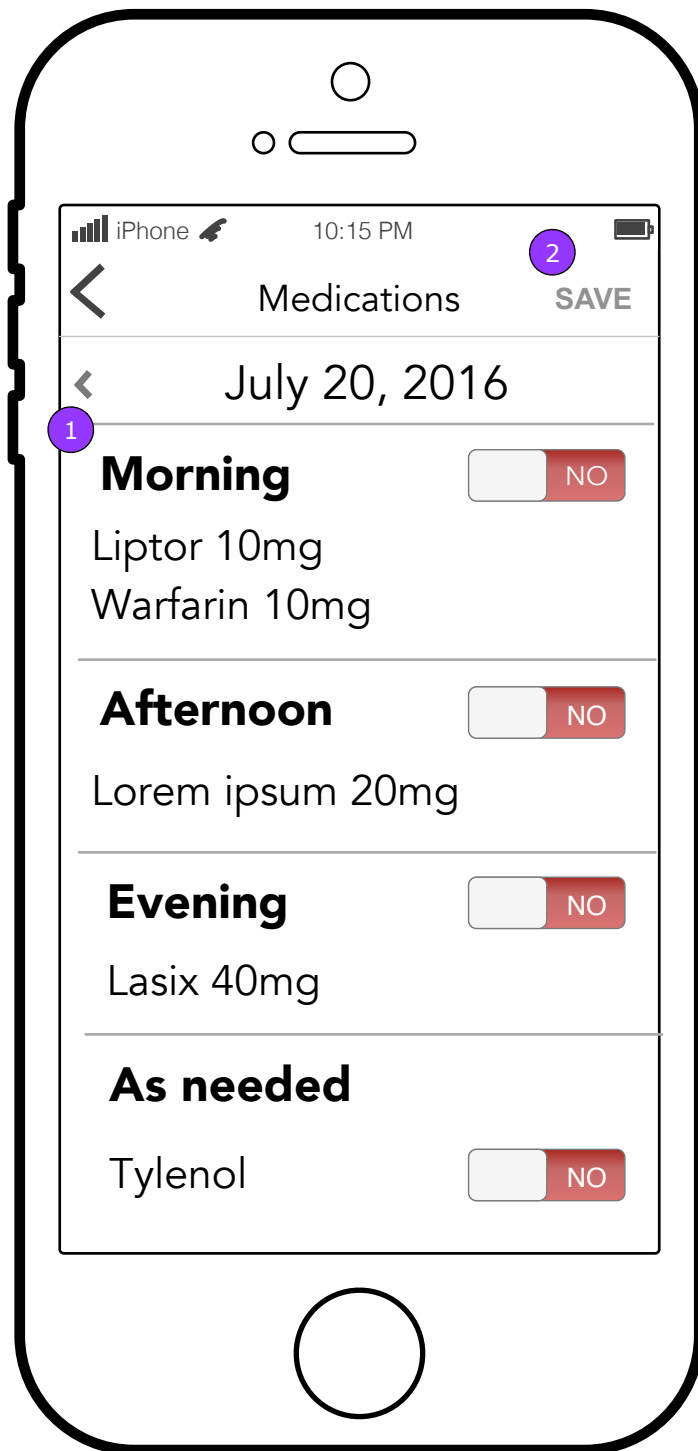 iPhone 10:15 PM
2
Medications SAVE
July 20, 2016
1
Morning NO
Liptor 10mg
Warfarin 10mg
Afternoon NO
Lorem ipsum 20mg
Evening NO
Lasix 40mg
As needed
Tylenol NO